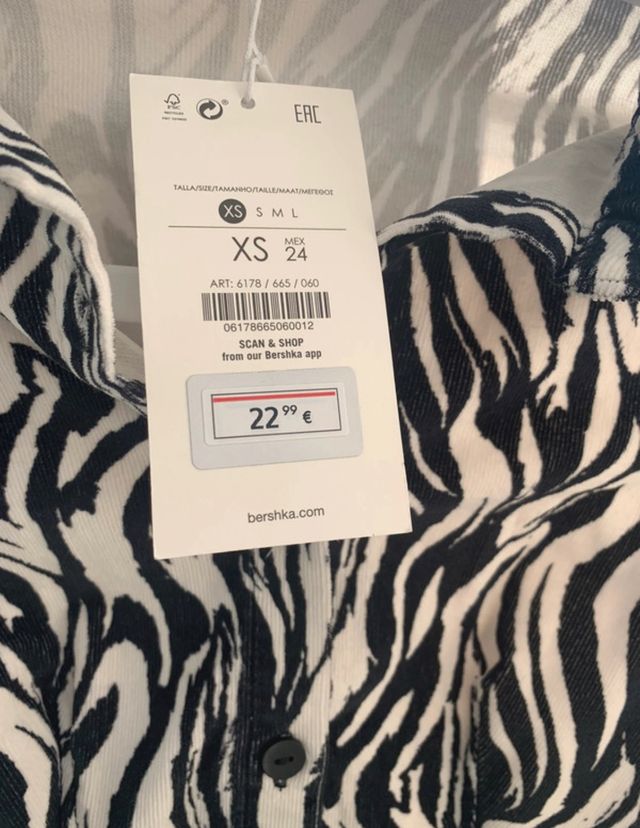 FSC
EAC
TALLA/SIZE/TAMANHO/TAILLE/MAAT/ΜΕΓΕΘΟΣ
XS S M L
XS MEX 24
ART: 6178 / 665 / 060
06178665060012
SCAN & SHOP
from our Bershka app
22 99 €
bershka.com